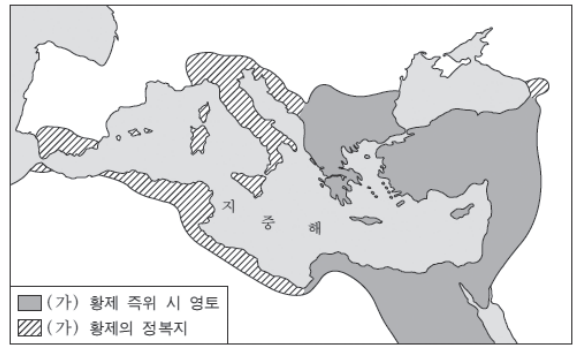 지 중 해
(가) 황제 즉위 시 영토
(가) 황제의 정복지